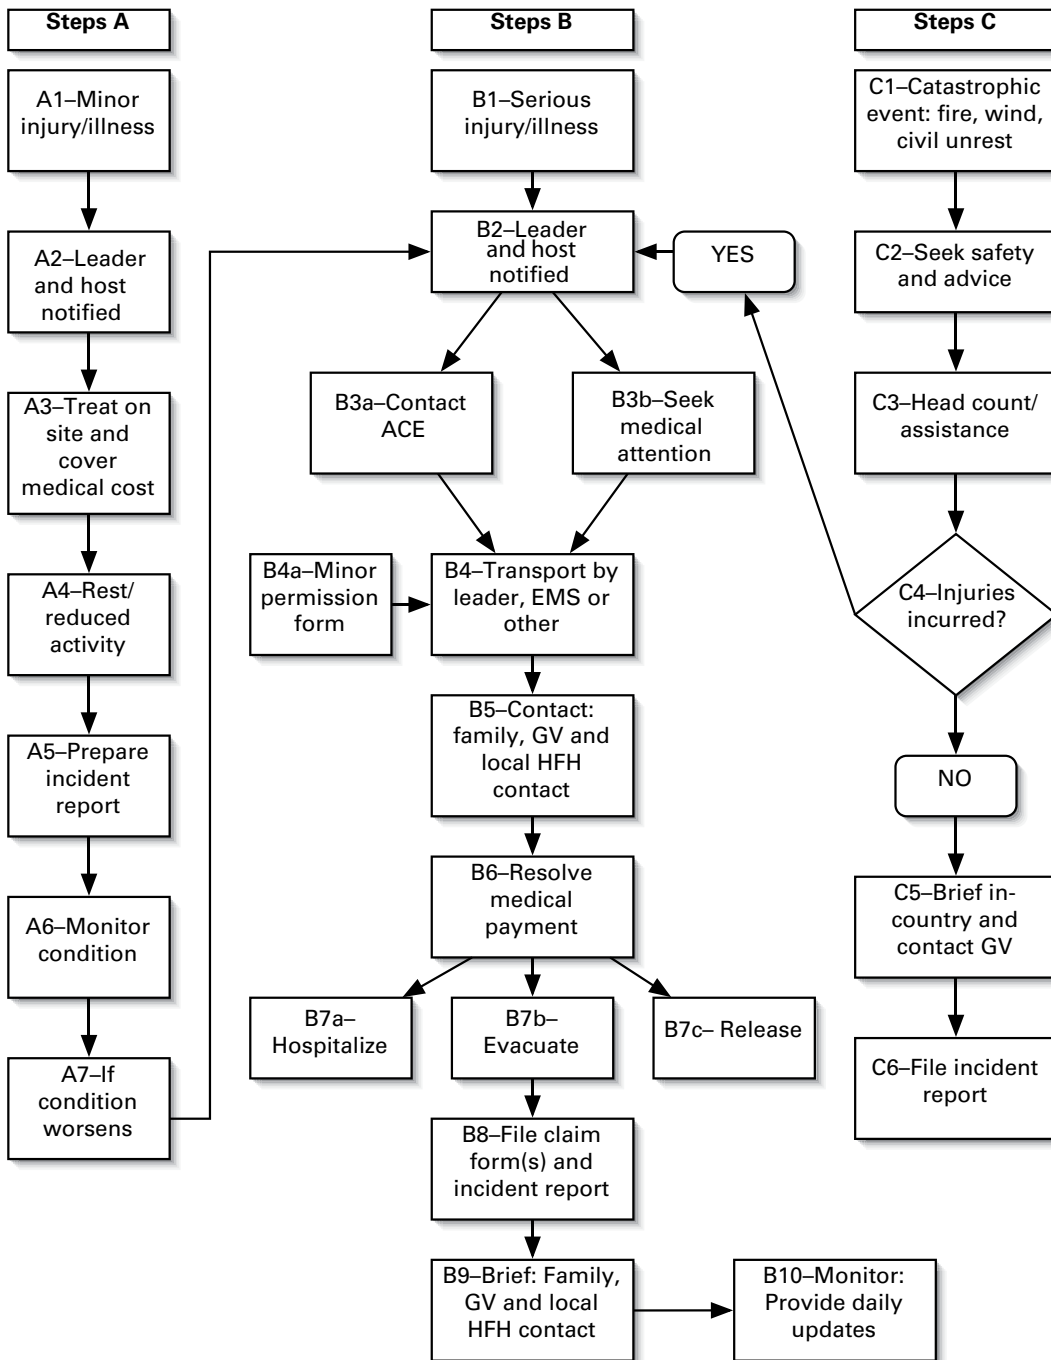 Steps A
A1–Minor
injury/illness
A2–Leader
and host
notified
A3–Treat on
site and
cover
medical cost
A4–Rest/
reduced
activity
A5–Prepare
incident
report
A6–Monitor
condition
A7–If
condition
worsens
Steps B
B1–Serious
injury/illness
B2–Leader
and host
notified
YES
B3a–Contact
ACE
B3b–Seek
medical
attention
B4a–Minor
permission
form
B4–Transport by
leader, EMS or
other
B5–Contact:
family, GV and
local HFH
contact
B6–Resolve
medical
payment
B7a–
Hospitalize
B7b–
Evacuate
B7c– Release
B8–File claim
form(s) and
incident report
B9–Brief: Family,
GV and local
HFH contact
B10–Monitor:
Provide daily
updates
Steps C
C1–Catastrophic
event: fire, wind,
civil unrest
C2–Seek safety
and advice
C3–Head count/
assistance
C4–Injuries
incurred?
NO
C5–Brief in-
country and
contact GV
C6–File incident
report